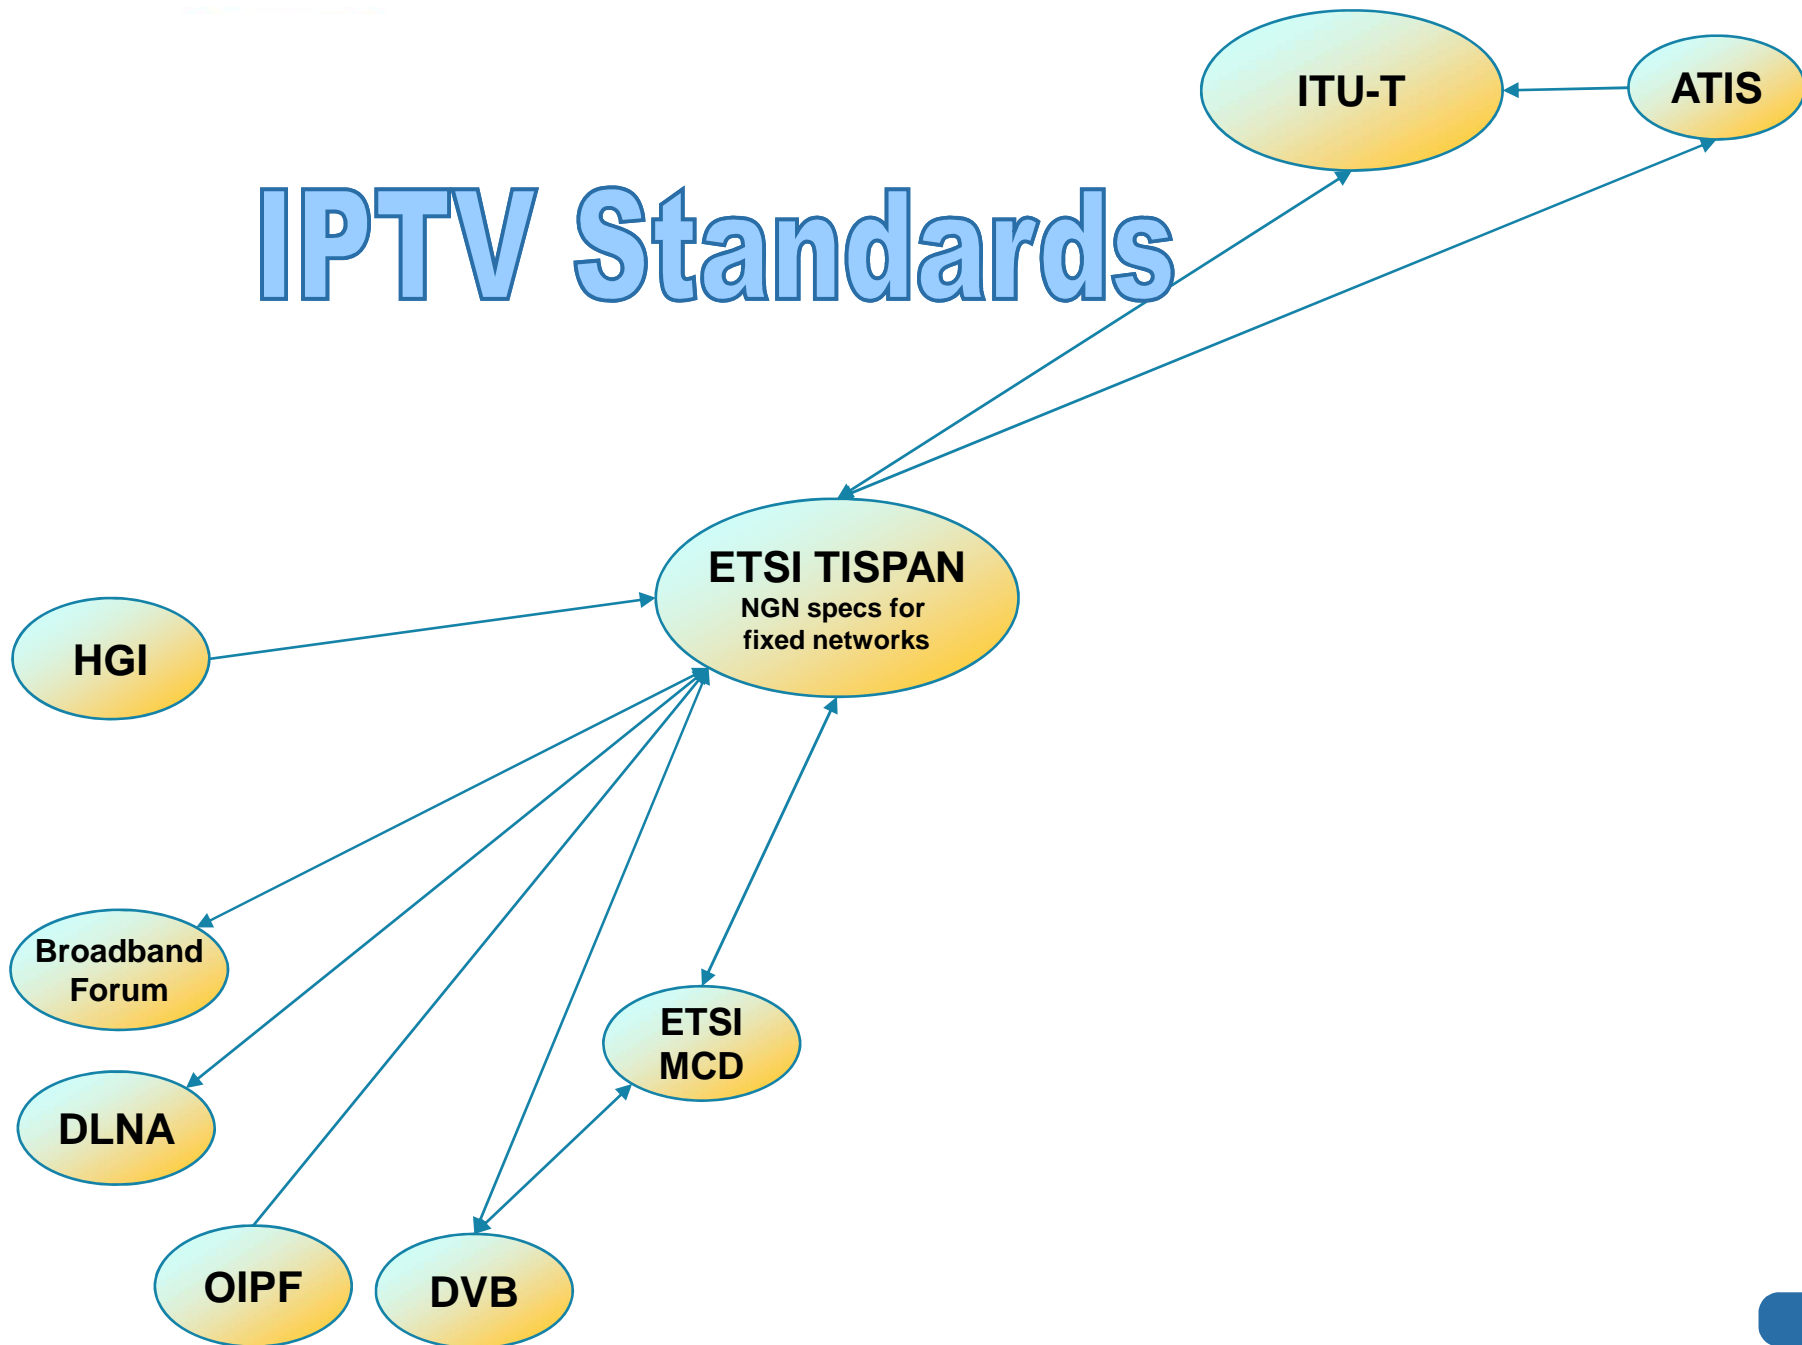 ITU-T
ATIS
IPTV Standards
ETSI TISPAN
NGN specs for
fixed networks
HGI
Broadband
Forum
ETSI
MCD
DLNA
OIPF
DVB